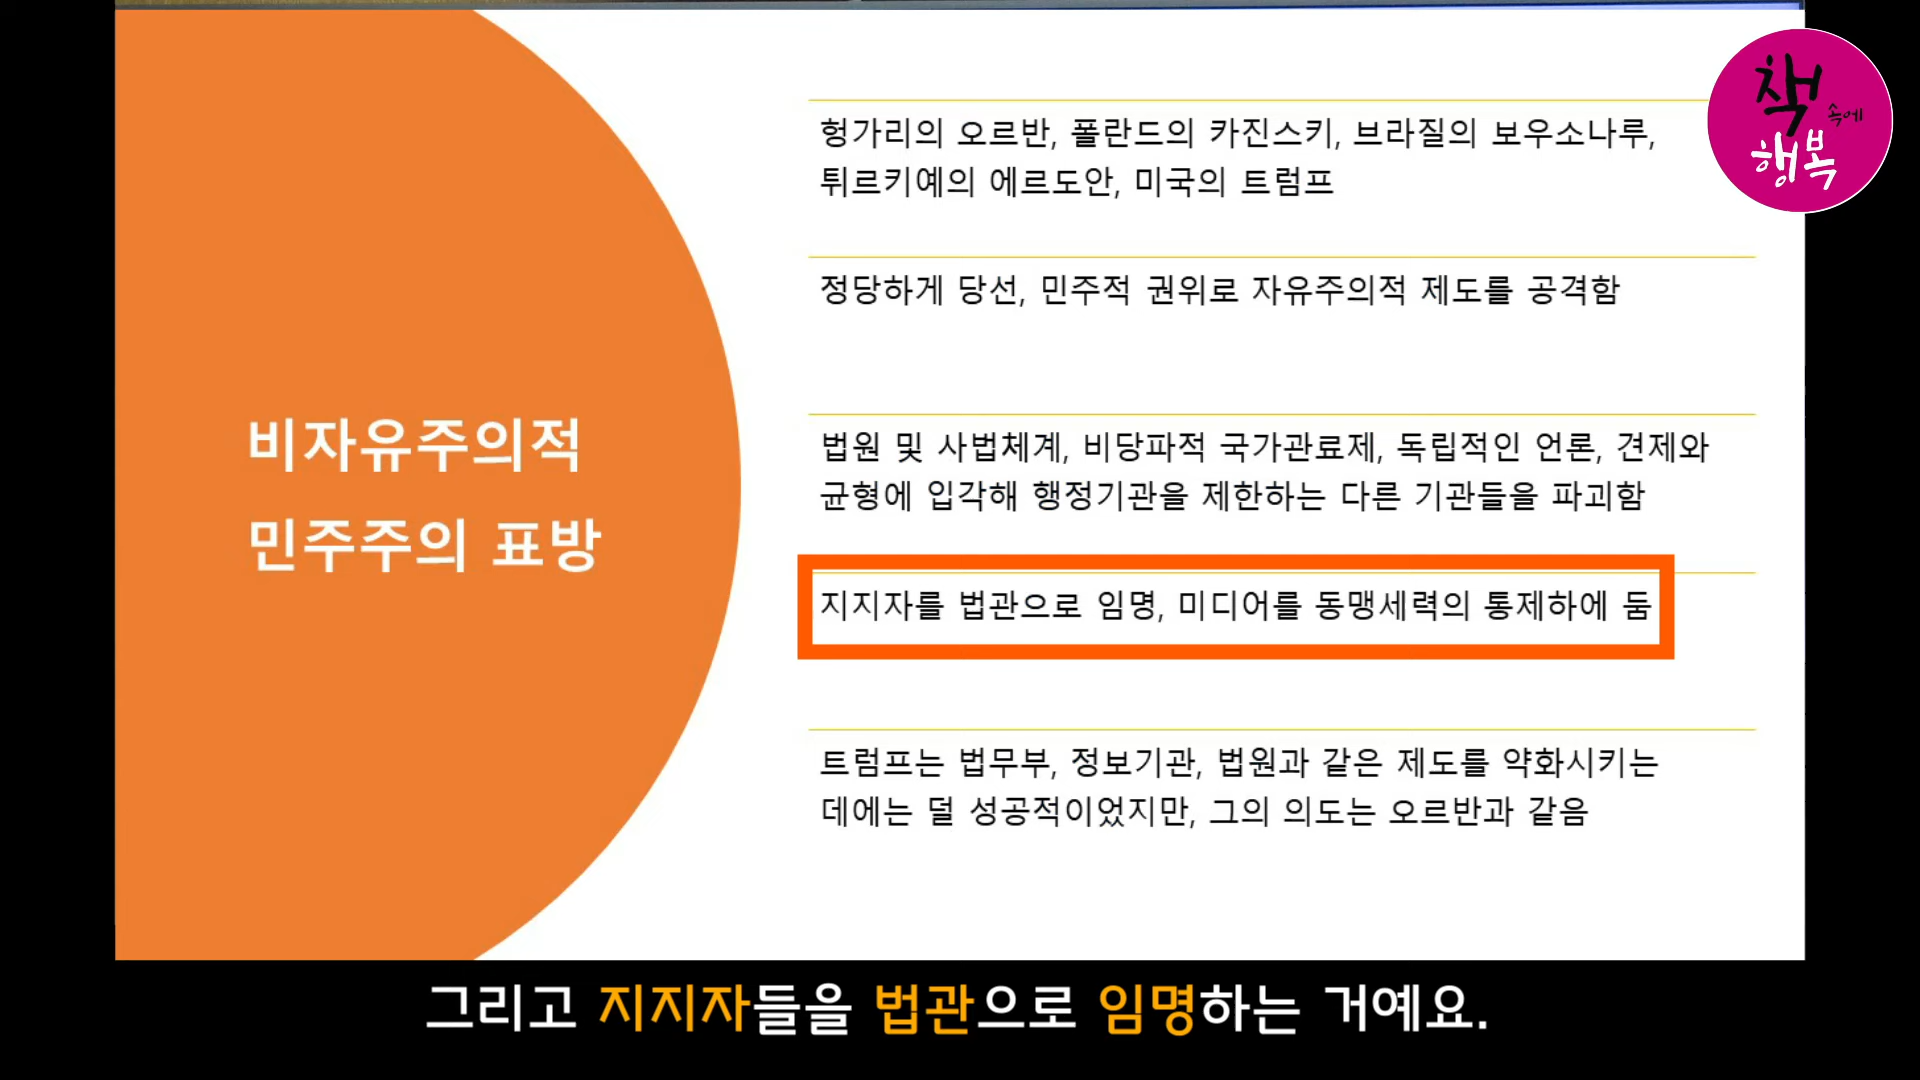 비자유주의적
민주주의 표방
헝가리의 오르반, 폴란드의 카진스키, 브라질의 보우소나루,
튀르키예의 에르도안, 미국의 트럼프
정당하게 당선, 민주적 권위로 자유주의적 제도를 공격함
법원 및 사법체계, 비당파적 국가관료제, 독립적인 언론, 견제와
균형에 입각해 행정기관을 제한하는 다른 기관들을 파괴함
지지자를 법관으로 임명, 미디어를 동맹세력의 통제하에 둠
트럼프는 법무부, 정보기관, 법원과 같은 제도를 약화시키는
데에는 덜 성공적이었지만, 그의 의도는 오르반과 같음
책
속에
행복
그리고 지지자들을 법관으로 임명하는 거예요.